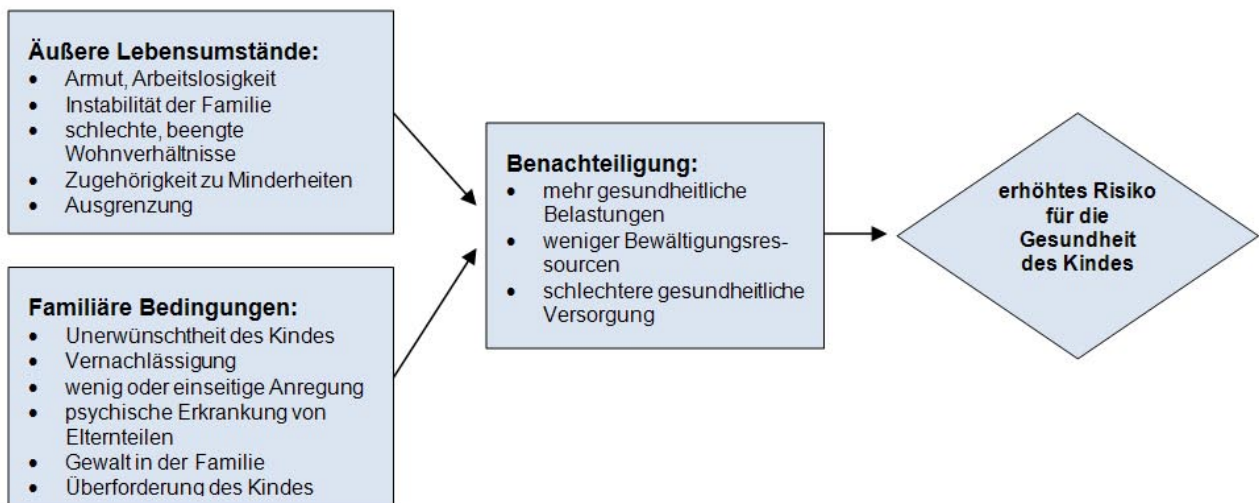 Äußere Lebensumstände:
• Armut, Arbeitslosigkeit
• Instabilität der Familie
• schlechte, beengte
Wohnverhältnisse
• Zugehörigkeit zu Minderheiten
• Ausgrenzung
Familiäre Bedingungen:
• Unerwünschtheit des Kindes
• Vernachlässigung
• wenig oder einseitige Anregung
• psychische Erkrankung von
Elternteilen
• Gewalt in der Familie
• Überforderung des Kindes
Benachteiligung:
• mehr gesundheitliche
Belastungen
• weniger Bewältigungsres-
sourcen
• schlechtere gesundheitliche
Versorgung
erhöhtes Risiko
für die
Gesundheit
des Kindes